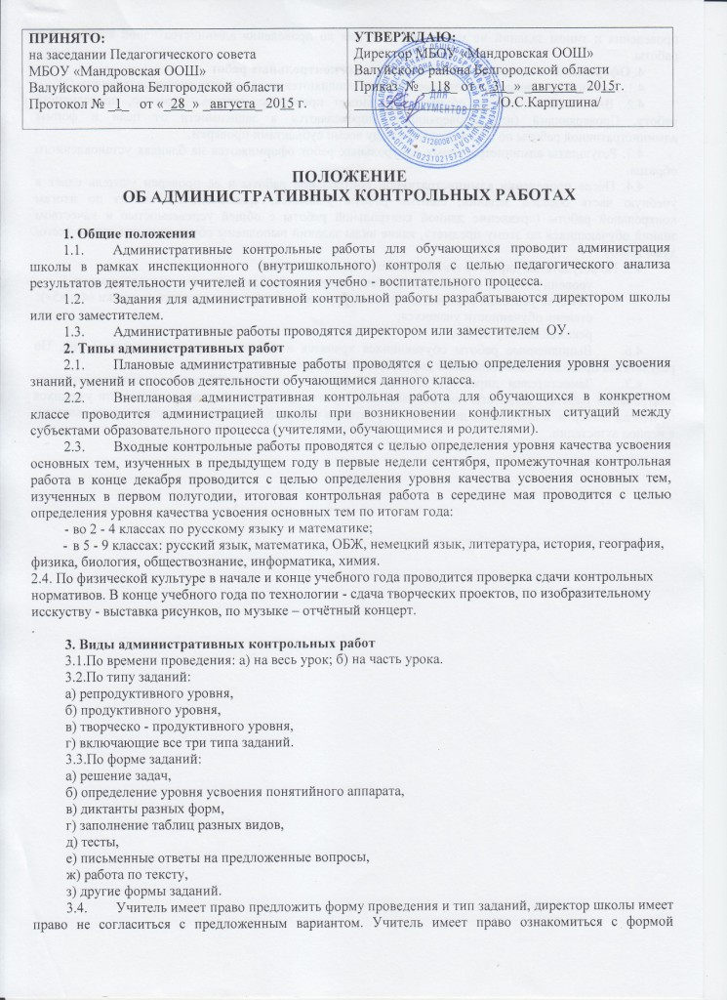 ПРИНЯТО:
на заседании Педагогического совета
МБОУ «Мандровская ООШ»
Валуйского района Белгородской области
Протокол № 1 от « 28 » августа 2015 г.
УТВЕРЖДАЮ:
Директор МБОУ «Мандровская ООШ»
Валуйского района Белгородской области
Приказ № 118 от « 31 » августа 2015г.
/О.С.Карпушина/
ДЛЯ
ДОКУМЕНТОВ
ИНН 3126008170
ОГРН 1023102157210
ПОЛОЖЕНИЕ
ОБ АДМИНИСТРАТИВНЫХ КОНТРОЛЬНЫХ РАБОТАХ
1. Общие положения
1.1. Административные контрольные работы для обучающихся проводит администрация
школы в рамках инспекционного (внутришкольного) контроля с целью педагогического анализа
результатов деятельности учителей и состояния учебно - воспитательного процесса.
1.2. Задания для административной контрольной работы разрабатываются директором школы
или его заместителем.
1.3. Административные работы проводятся директором или заместителем ОУ.
2. Типы административных работ
2.1. Плановые административные работы проводятся с целью определения уровня усвоения
знаний, умений и способов деятельности обучающимися данного класса.
2.2. Внеплановая административная контрольная работа для обучающихся в конкретном
классе проводится администрацией школы при возникновении конфликтных ситуаций между
субъектами образовательного процесса (учителями, обучающимися и родителями).
2.3. Входные контрольные работы проводятся с целью определения уровня качества усвоения
основных тем, изученных в предыдущем году в первые недели сентября, промежуточная контрольная
работа в конце декабря проводится с целью определения уровня качества усвоения основных тем,
изученных в первом полугодии, итоговая контрольная работа в середине мая проводится с целью
определения уровня качества усвоения основных тем по итогам года:
- во 2 - 4 классах по русскому языку и математике;
- в 5 - 9 классах: русский язык, математика, ОБЖ, немецкий язык, литература, история, география,
физика, биология, обществознание, информатика, химия.
2.4. По физической культуре в начале и конце учебного года проводится проверка сдачи контрольных
нормативов. В конце учебного года по технологии - сдача творческих проектов, по изобразительному
исскуству - выставка рисунков, по музыке – отчётный концерт.
.
3. Виды административных контрольных работ
3.1.По времени проведения: а) на весь урок; б) на часть урока.
3.2.По типу заданий:
а) репродуктивного уровня,
б) продуктивного уровня,
в) творческо - продуктивного уровня,
г) включающие все три типа заданий.
3.3.По форме заданий:
а) решение задач,
б) определение уровня усвоения понятийного аппарата,
в) диктанты разных форм,
г) заполнение таблиц разных видов,
д) тесты,
е) письменные ответы на предложенные вопросы,
ж) работа по тексту,
з) другие формы заданий.
3.4. Учитель имеет право предложить форму проведения и тип заданий, директор школы имеет
право не согласиться с предложенным вариантом. Учитель имеет право ознакомиться с формой